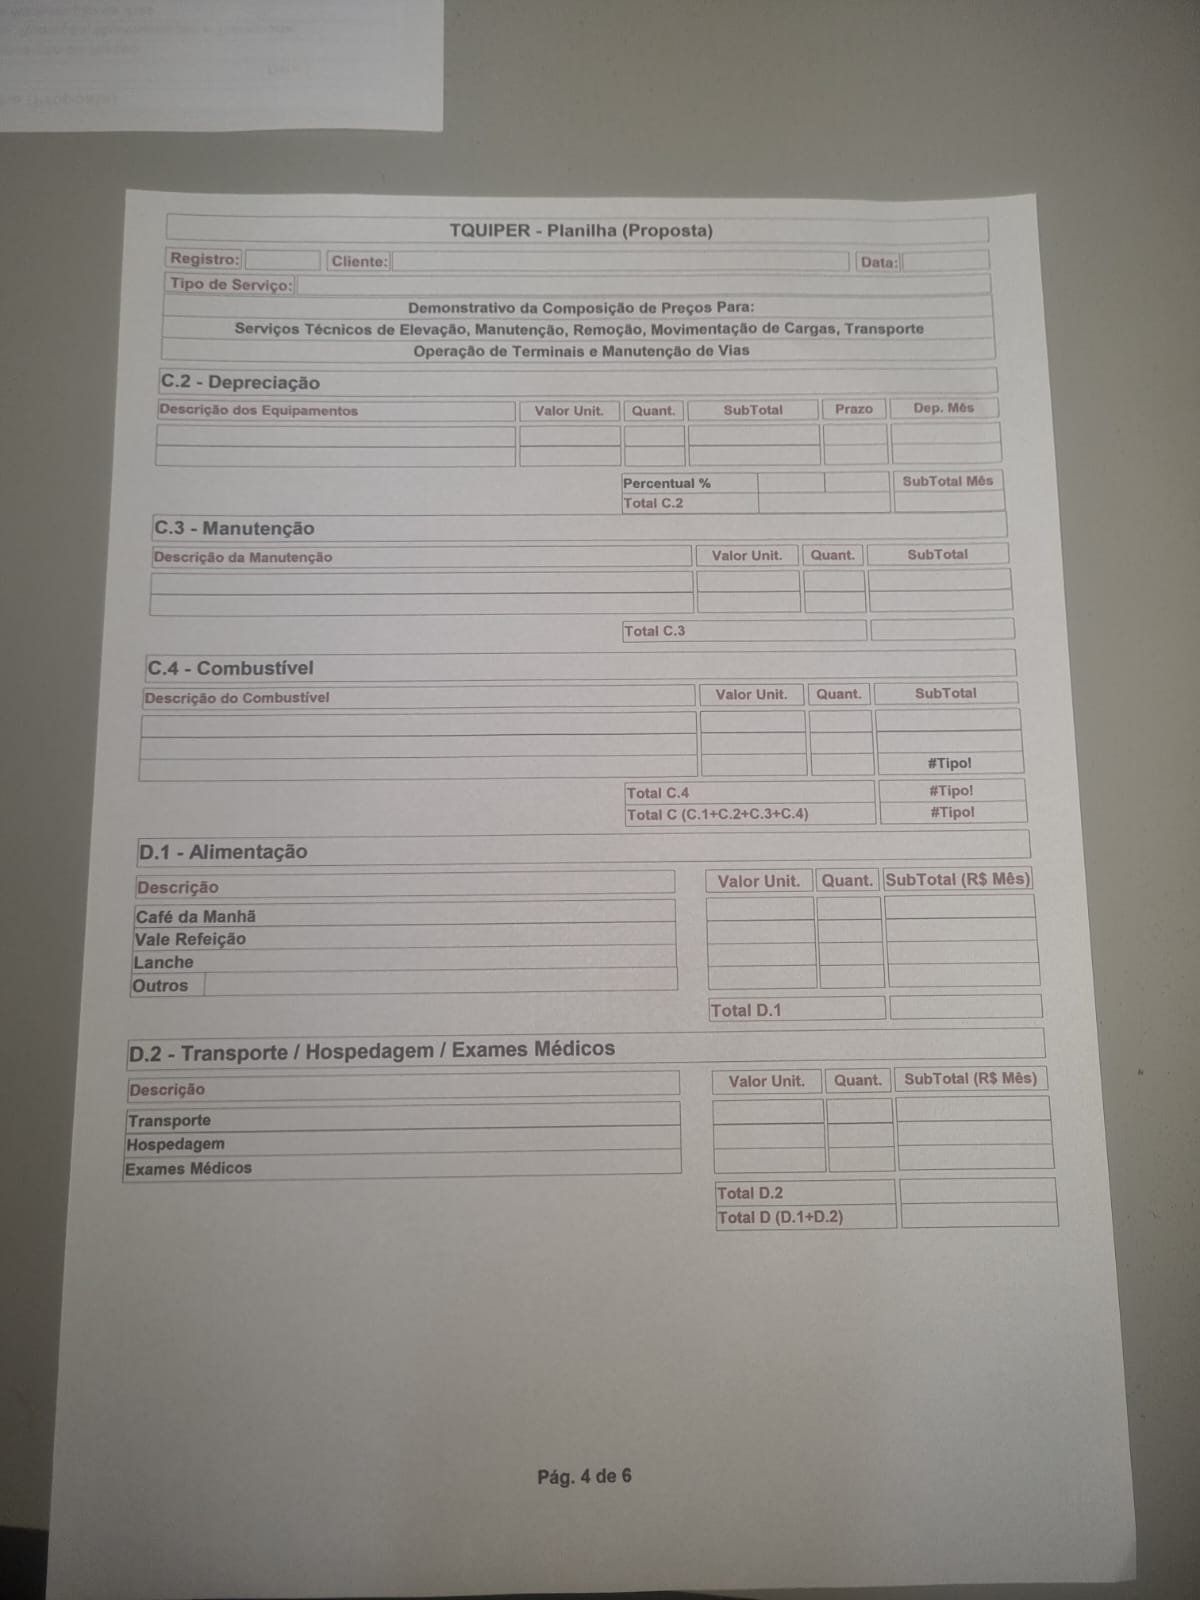 TQUIPER - Planilha (Proposta)
Registro: Cliente: Data:
Tipo de Serviço:
Demonstrativo da Composição de Preços Para:
Serviços Técnicos de Elevação, Manutenção, Remoção, Movimentação de Cargas, Transporte
Operação de Terminais e Manutenção de Vias
C.2 - Depreciação
Descrição dos Equipamentos Valor Unit. Quant. SubTotal Prazo Dep. Mês
Percentual % SubTotal Mês
Total C.2
C.3 - Manutenção
Descrição da Manutenção Valor Unit. Quant. SubTotal
Total C.3
C.4 - Combustível
Descrição do Combustível Valor Unit. Quant. SubTotal
#Tipo!
Total C.4 #Tipo!
Total C (C.1+C.2+C.3+C.4) #Tipo!
D.1 - Alimentação
Descrição Valor Unit. Quant. SubTotal (R$ Mês)
Café da Manhã
Vale Refeição
Lanche
Outros
Total D.1
D.2 - Transporte / Hospedagem / Exames Médicos
Descrição Valor Unit. Quant. SubTotal (R$ Mês)
Transporte
Hospedagem
Exames Médicos
Total D.2
Total D (D.1+D.2)
Pág. 4 de 6